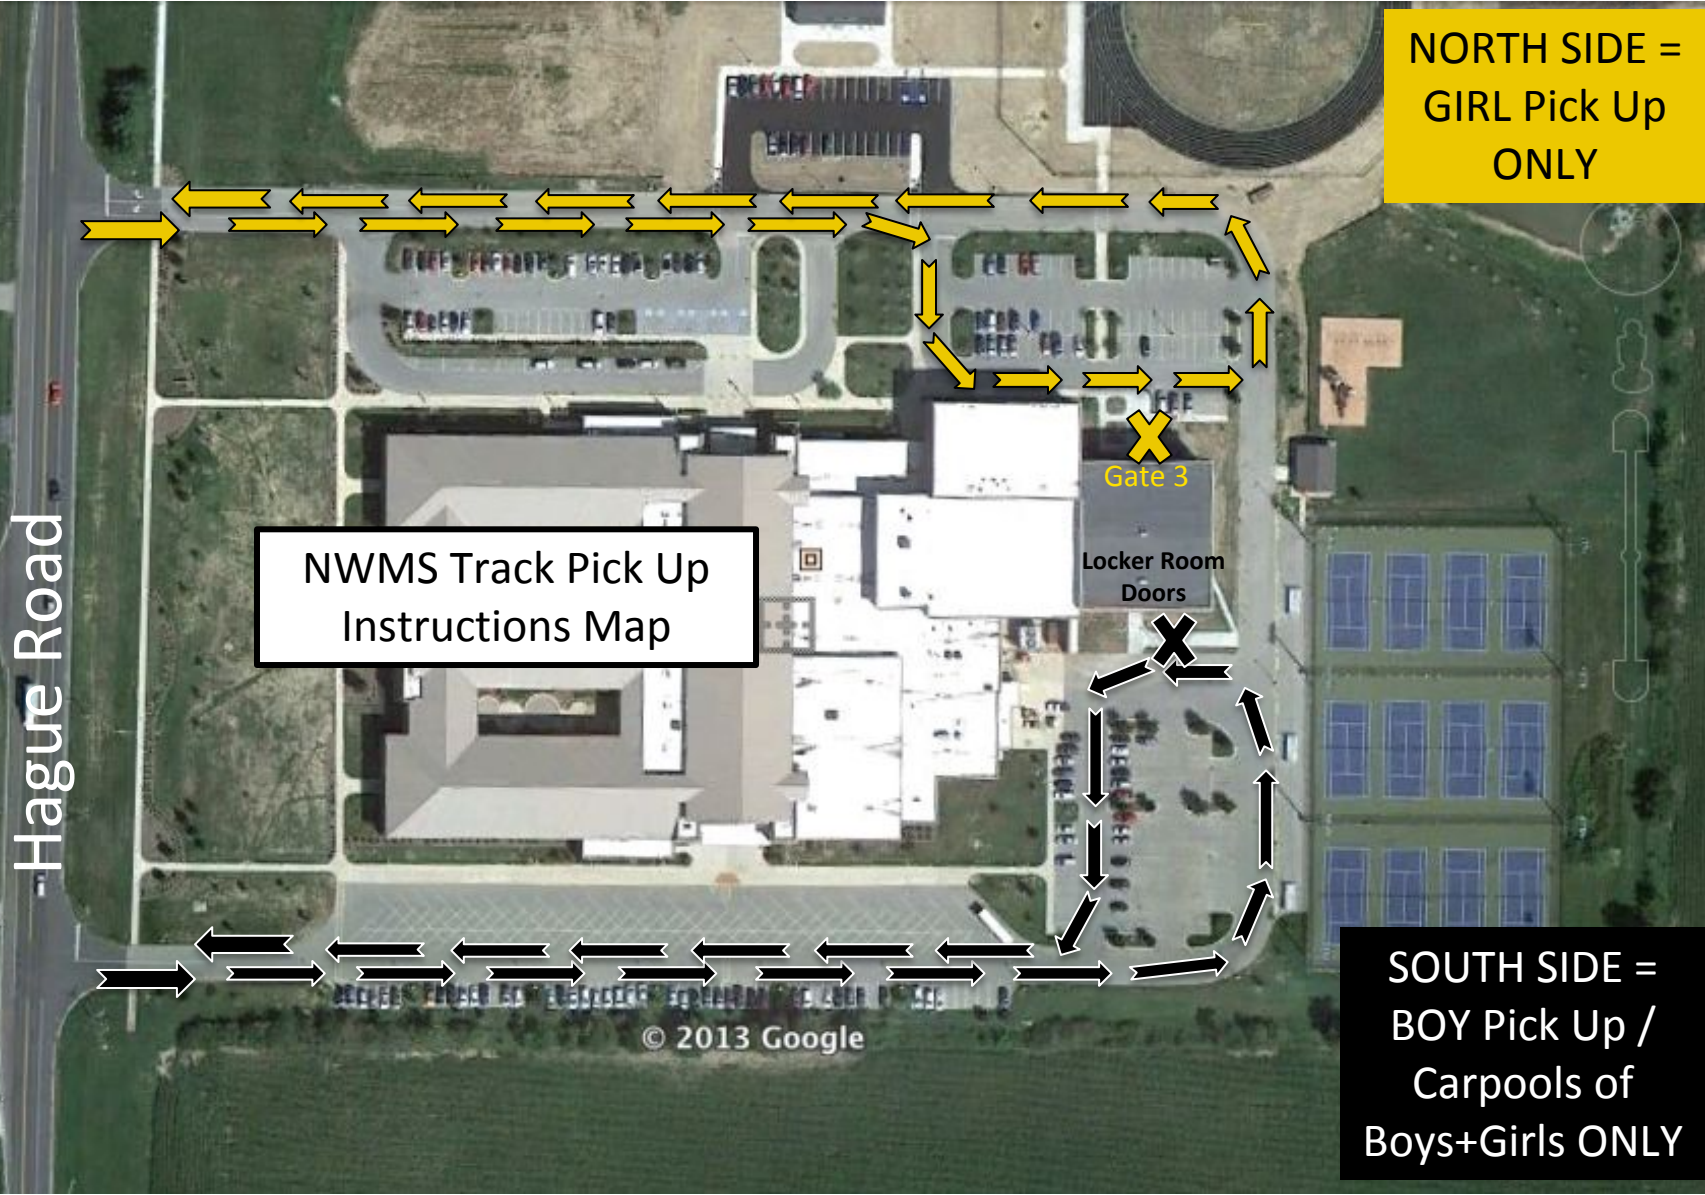 NORTH SIDE =
GIRL Pick Up
ONLY
Gate 3
NWMS Track Pick Up
Instructions Map
Locker Room
Doors
Hague Road
© 2013 Google
SOUTH SIDE =
BOY Pick Up /
Carpools of
Boys+Girls ONLY